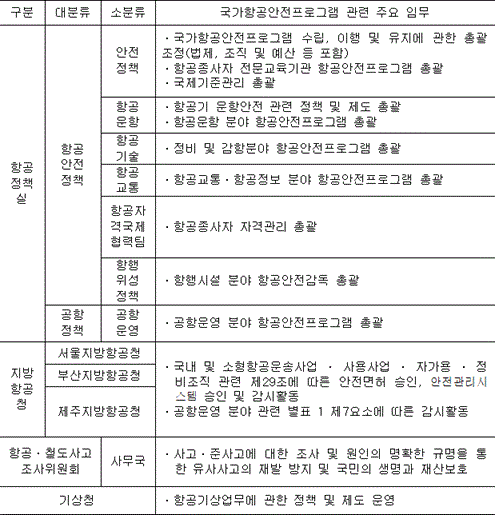 구분 대분류 소분류 국가항공안전프로그램 관련 주요 임무
항공
정책
실
항공
안전
정책
안전
정책
·국가항공안전프로그램 수립, 이행 및 유지에 관한 총괄
조정(법제, 조직 및 예산 등 포함)
·항공종사자 전문교육기관 항공안전프로그램 총괄
·국제기준관리 총괄
항공
운항
·항공기 운항안전 관련 정책 및 제도 총괄
·항공운항 분야 항공안전프로그램 총괄
항공
기술
·정비 및 감항분야 항공안전프로그램 총괄
항공
교통
·항공교통·항공정보 분야 항공안전프로그램 총괄
항공자
격국제
협력팀
·항공종사자 자격관리 총괄
항행
위성
정책
·항행시설 분야 항공안전감독 총괄
공항
정책
공항
운영
·공항운영 분야 항공안전프로그램 총괄
지방
항공
청
서울지방항공청
부산지방항공청
제주지방항공청
·국내 및 소형항공운송사업 · 사용사업 · 자가용 · 정
비조직 관련 제29조에 따른 안전면허 승인, 안전관리시
스템 승인 및 감시활동
·공항운영 분야 관련 별표 1 제7요소에 따른 감시활동
항공·철도사고
조사위원회
사무국
·사고·준사고에 대한 조사 및 원인의 명확한 규명을 통
한 유사사고의 재발 방지 및 국민의 생명과 재산보호
기상청
·항공기상업무에 관한 정책 및 제도 운영